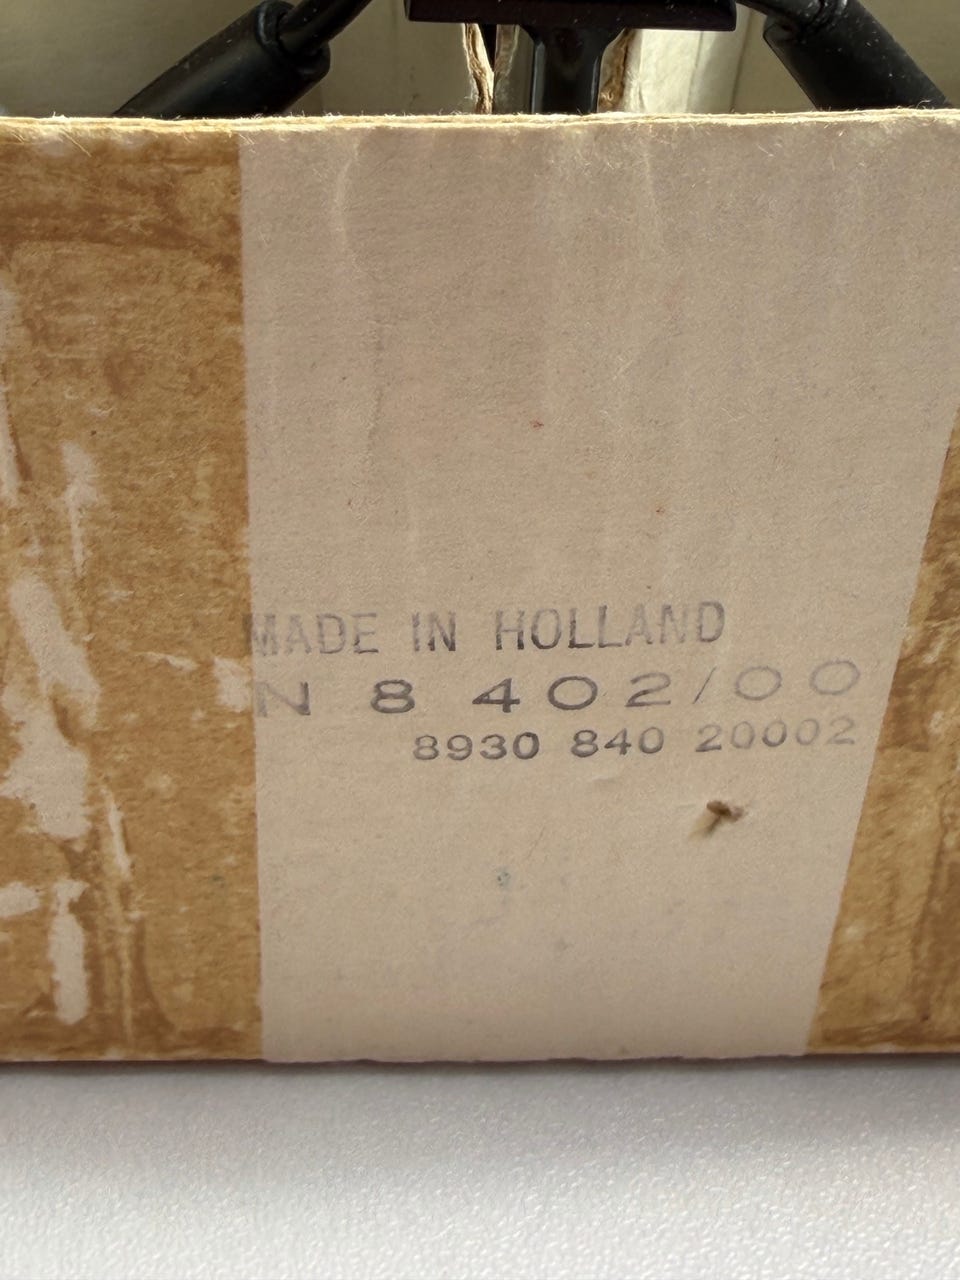 MADE IN HOLLAND
N 8 402/00
8930 840 20002